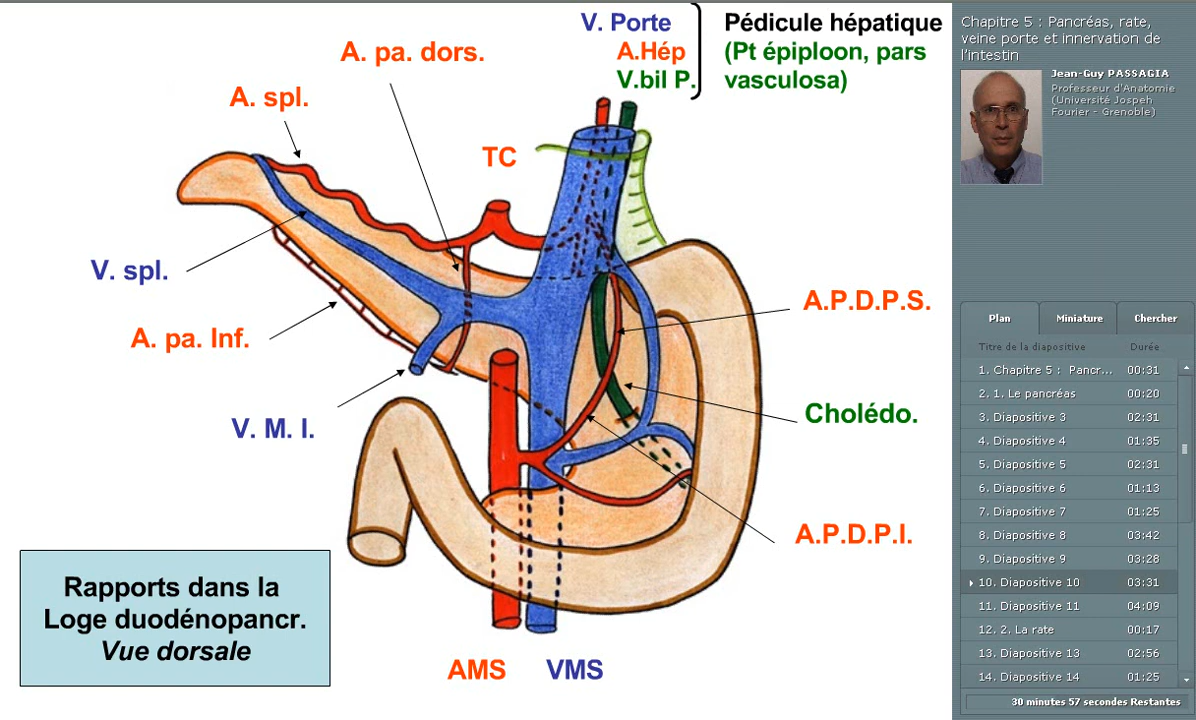 V. Porte
A.Hép
V.bil P.
Pédicule hépatique
(Pt épiploon, pars
vasculosa)
A. pa. dors.
A. spl.
TC
V. spl.
A. pa. Inf.
V. M. I.
A.P.D.P.S.
Cholédo.
A.P.D.P.I.
Rapports dans la
Loge duodénopancr.
Vue dorsale
AMS
VMS
Chapitre 5 : Pancréas, rate,
veine porte et innervation de
l'intestin
Jean-Guy PASSAGIA
Professeur d'Anatomie
(Université Jospeh
Fourier - Grenoble)
Plan Miniature Chercher
Titre de la diapositive Durée
1. Chapitre 5 : Pancr... 00:31
2. 1. Le pancréas 00:20
3. Diapositive 3 02:31
4. Diapositive 4 01:35
5. Diapositive 5 02:31
6. Diapositive 6 01:13
7. Diapositive 7 01:25
8. Diapositive 8 03:42
9. Diapositive 9 03:28
10. Diapositive 10 03:31
11. Diapositive 11 04:09
12. 2. La rate 00:17
13. Diapositive 13 02:56
14. Diapositive 14 01:25
30 minutes 57 secondes Restantes